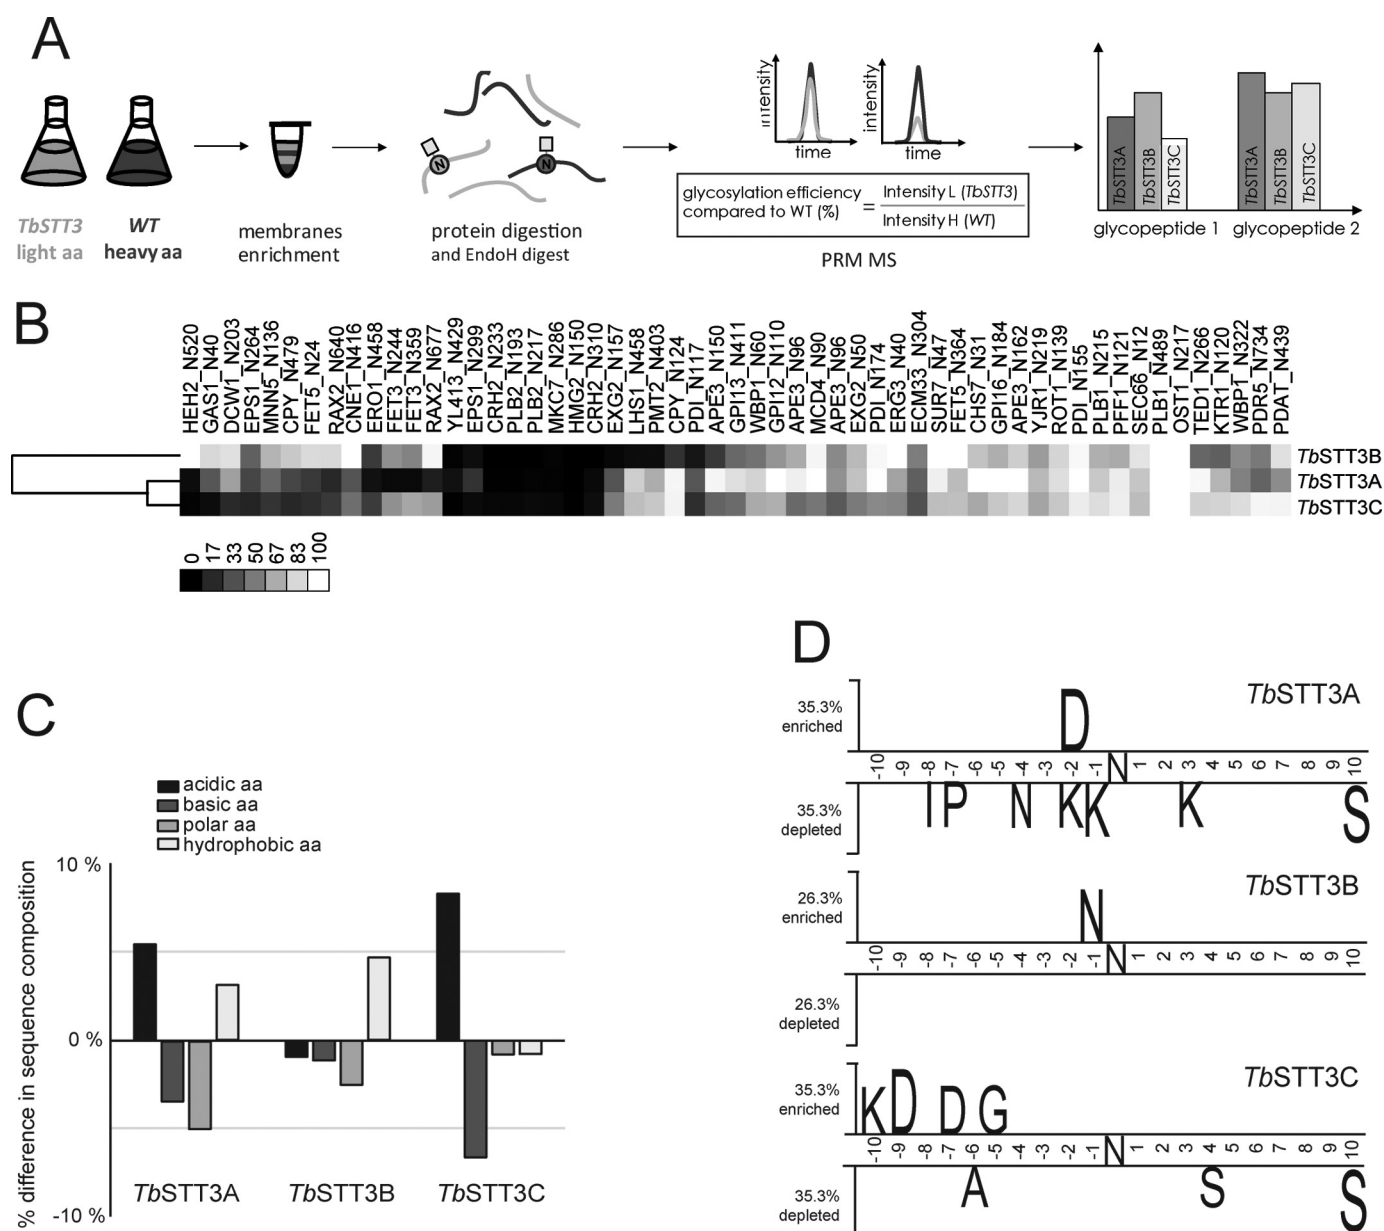 A
TbSTT3
light aa
WT
heavy aa
membranes
enrichment
N
N
protein digestion
and EndoH digest
intensity
time
intensity
time
glycosylation efficiency
compared to WT (%)
=
Intensity L (TbSTT3)
Intensity H (WT)
PRM MS
TbSTT3A
TbSTT3B
TbSTT3C
TbSTT3A
TbSTT3B
TbSTT3C
glycopeptide 1
glycopeptide 2
B
HEH2_N520
GAS1_N40
DCW1_N203
EPS1_N264
MNN5_N136
CPY_N479
FET5_N24
RAX2_N640
CNE1_N416
ERO1_N458
FET3_N244
FET3_N359
RAX2_N677
YL413_N429
EPS1_N299
CRH2_N233
PLB2_N193
PLB2_N217
MKC7_N286
HMG2_N150
CRH2_N310
EXG2_N157
LHS1_N458
PMT2_N403
CPY_N124
PDI_N117
APE3_N150
GPI13_N411
WBP1_N60
GPI12_N110
APE3_N96
MCD4_N90
APE3_N96
EXG2_N50
PDI_N174
ERG3_N40
ECM33_N304
SUR7_N47
FET5_N364
CHS7_N31
GPI16_N184
APE3_N162
YJR1_N219
ROT1_N139
PDI_N155
PLB1_N215
PFF1_N121
SEC66_N12
PLB1_N489
OST1_N217
TED1_N266
KTR1_N120
WBP1_N322
PDR5_N734
PDAT_N439
TbSTT3B
TbSTT3A
TbSTT3C
0 17 33 50 67 83 100
C
acidic aa
basic aa
polar aa
hydrophobic aa
% difference in sequence composition
10 %
0 %
-10 %
TbSTT3A
TbSTT3B
TbSTT3C
D
TbSTT3A
35.3%
enriched
D
-10 -9 -8 -7 -6 -5 -4 -3 -2 -1 N 1 2 3 4 5 6 7 8 9 10
35.3%
depleted
I P N K K K S
TbSTT3B
26.3%
enriched
N
-10 -9 -8 -7 -6 -5 -4 -3 -2 -1 N 1 2 3 4 5 6 7 8 9 10
26.3%
depleted
TbSTT3C
35.3%
enriched
K D D G
-10 -9 -8 -7 -6 -5 -4 -3 -2 -1 N 1 2 3 4 5 6 7 8 9 10
35.3%
depleted
A S S